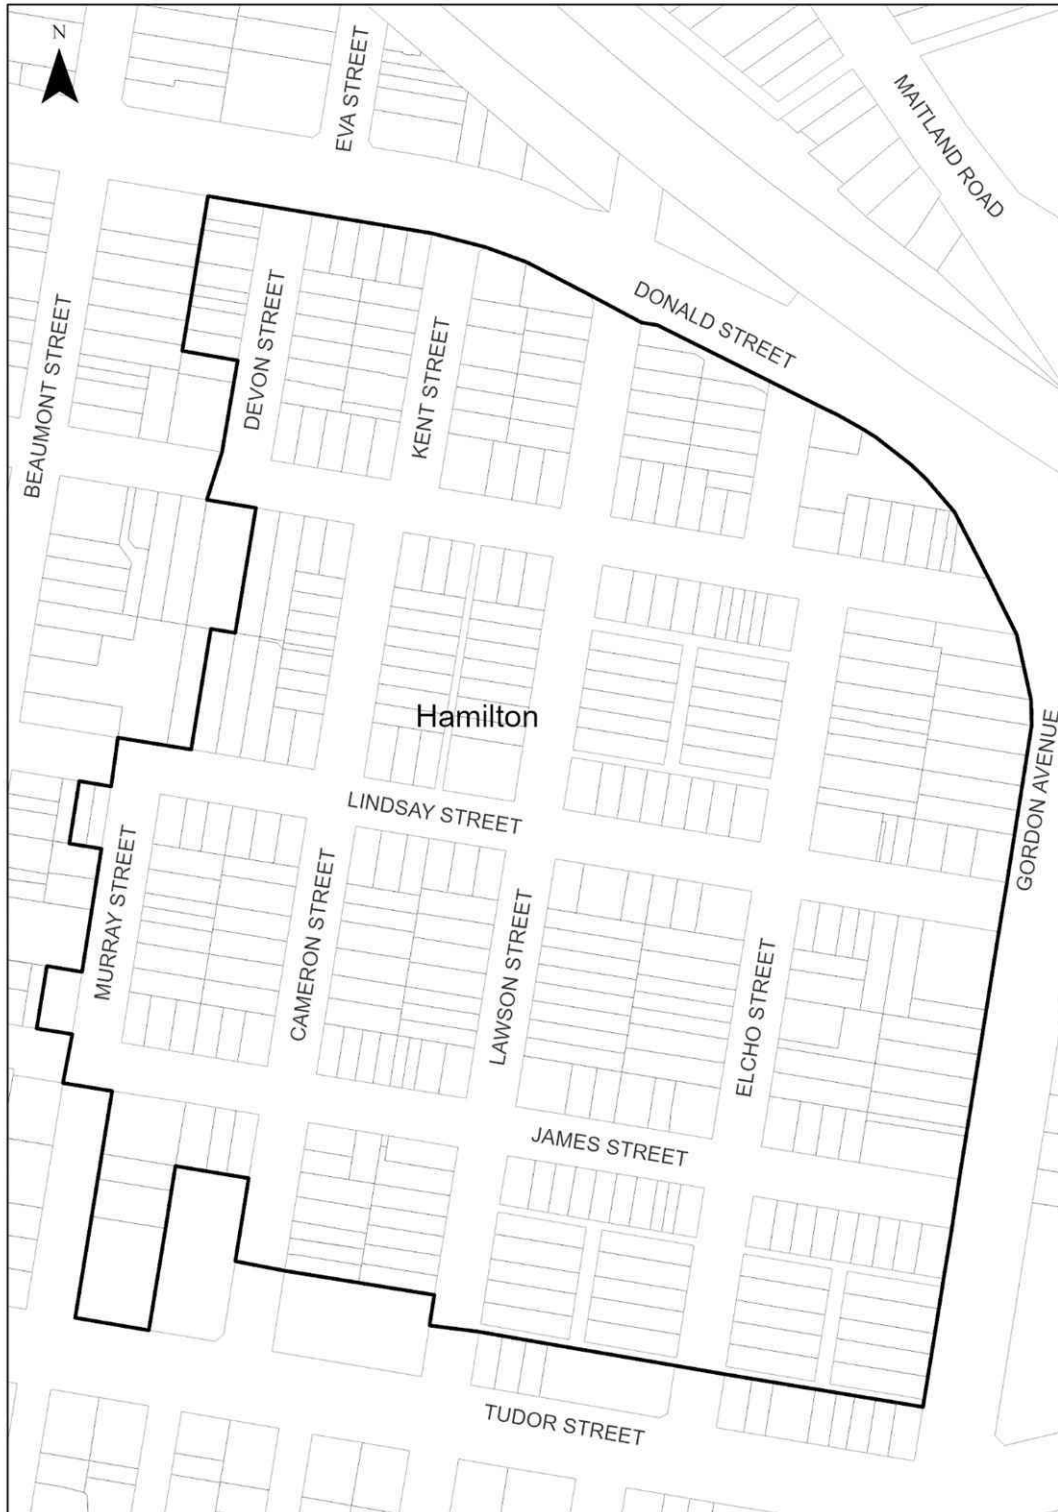 N
EVA STREET
MAITLAND ROAD
DONALD STREET
DEVON STREET
BEAUMONT STREET
KENT STREET
Hamilton
GORDON AVENUE
LINDSAY STREET
MURRAY STREET
CAMERON STREET
LAWSON STREET
ELCHO STREET
JAMES STREET
TUDOR STREET